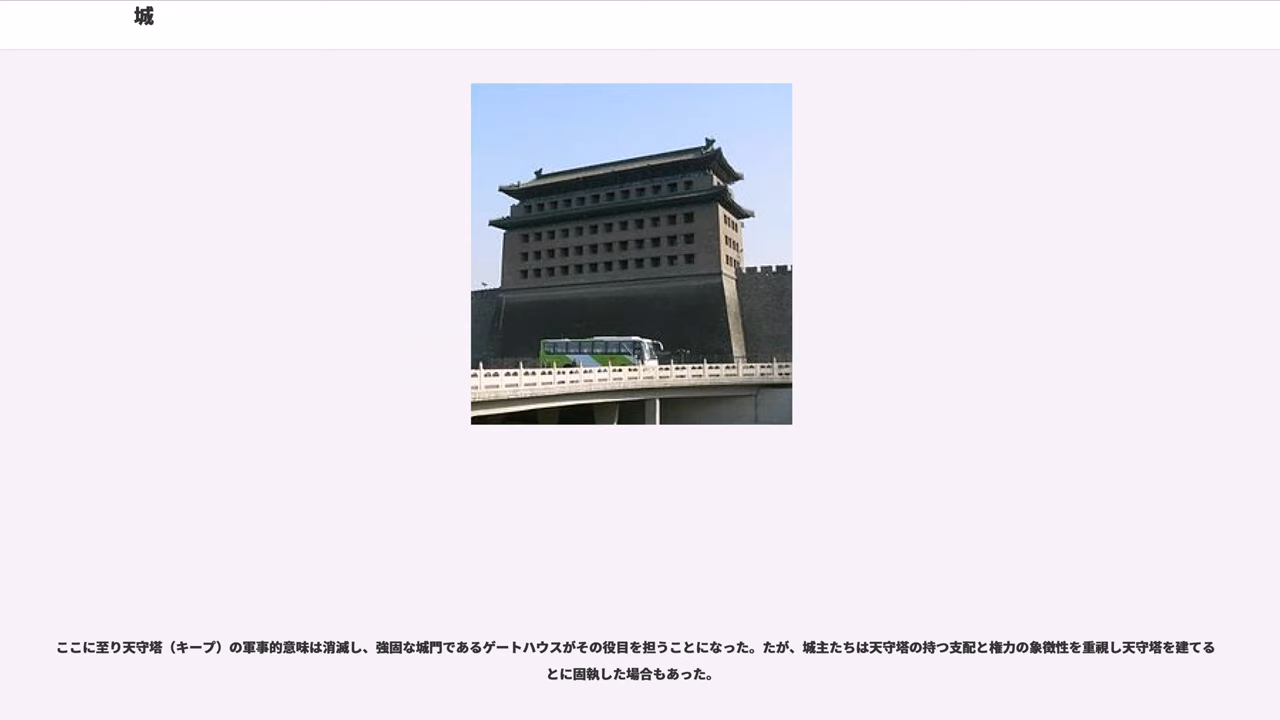 城
ここに至り天守塔（キープ）の軍事的意味は消滅し、強固な城門であるゲートハウスがその役目を担うことになった。たが、城主たちは天守塔の持つ支配と権力の象徴性を重視し天守塔を建てる
とに固執した場合もあった。